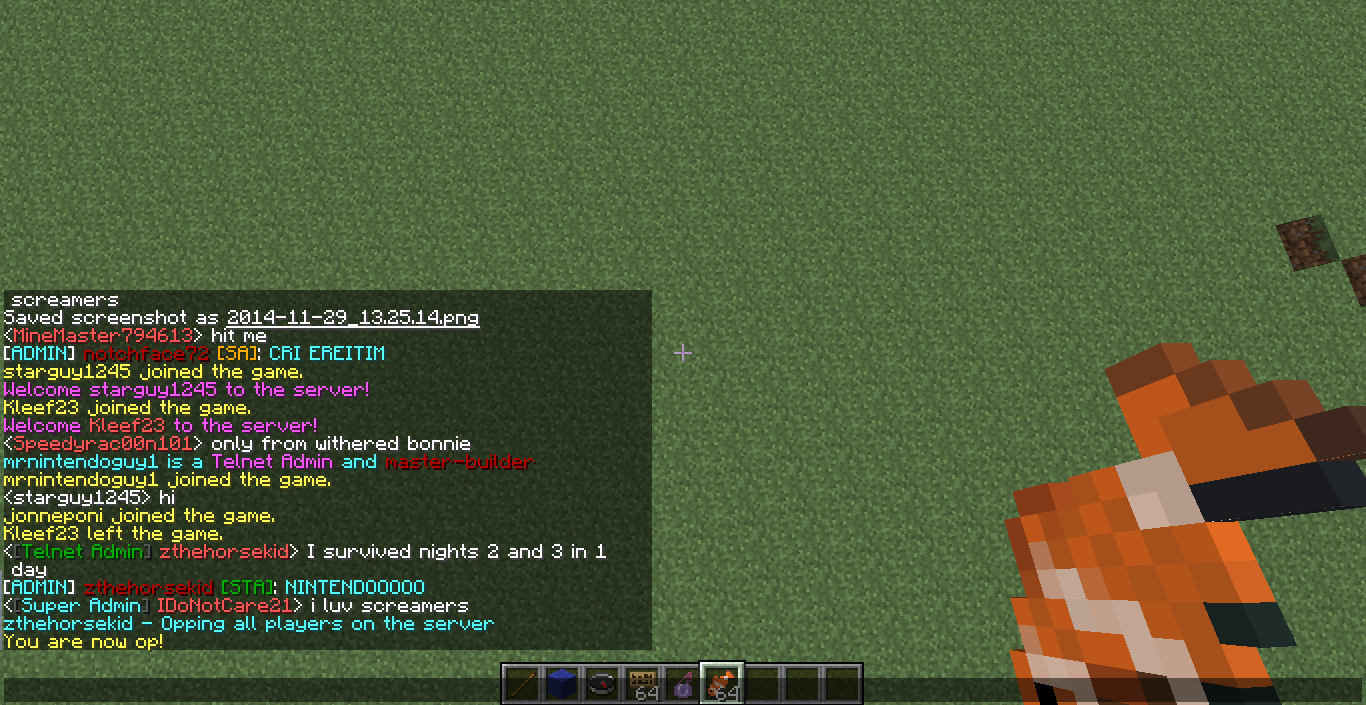 screamers
Saved screenshot as 2014-11-29_13.25.14.png
<MineMaster794613> hit me
[ADMIN] notchface72 [SA]: CRI EREITIM
starguy1245 joined the game.
Welcome starguy1245 to the server!
Kleef23 joined the game.
Welcome Kleef23 to the server!
<Speedyrac00n101> only from withered bonnie
mrnintendoguy1 is a Telnet Admin and master-builder
mrnintendoguy1 joined the game.
<starguy1245> hi
jonneponi joined the game.
Kleef23 left the game.
<[Telnet Admin] zthehorsekid> I survived nights 2 and 3 in 1
day
[ADMIN] zthehorsekid [STA]: NINTENDOOOOO
<[Super Admin] IDoNotCare21> i luv screamers
zthehorsekid - Opping all players on the server
You are now op!
64 64